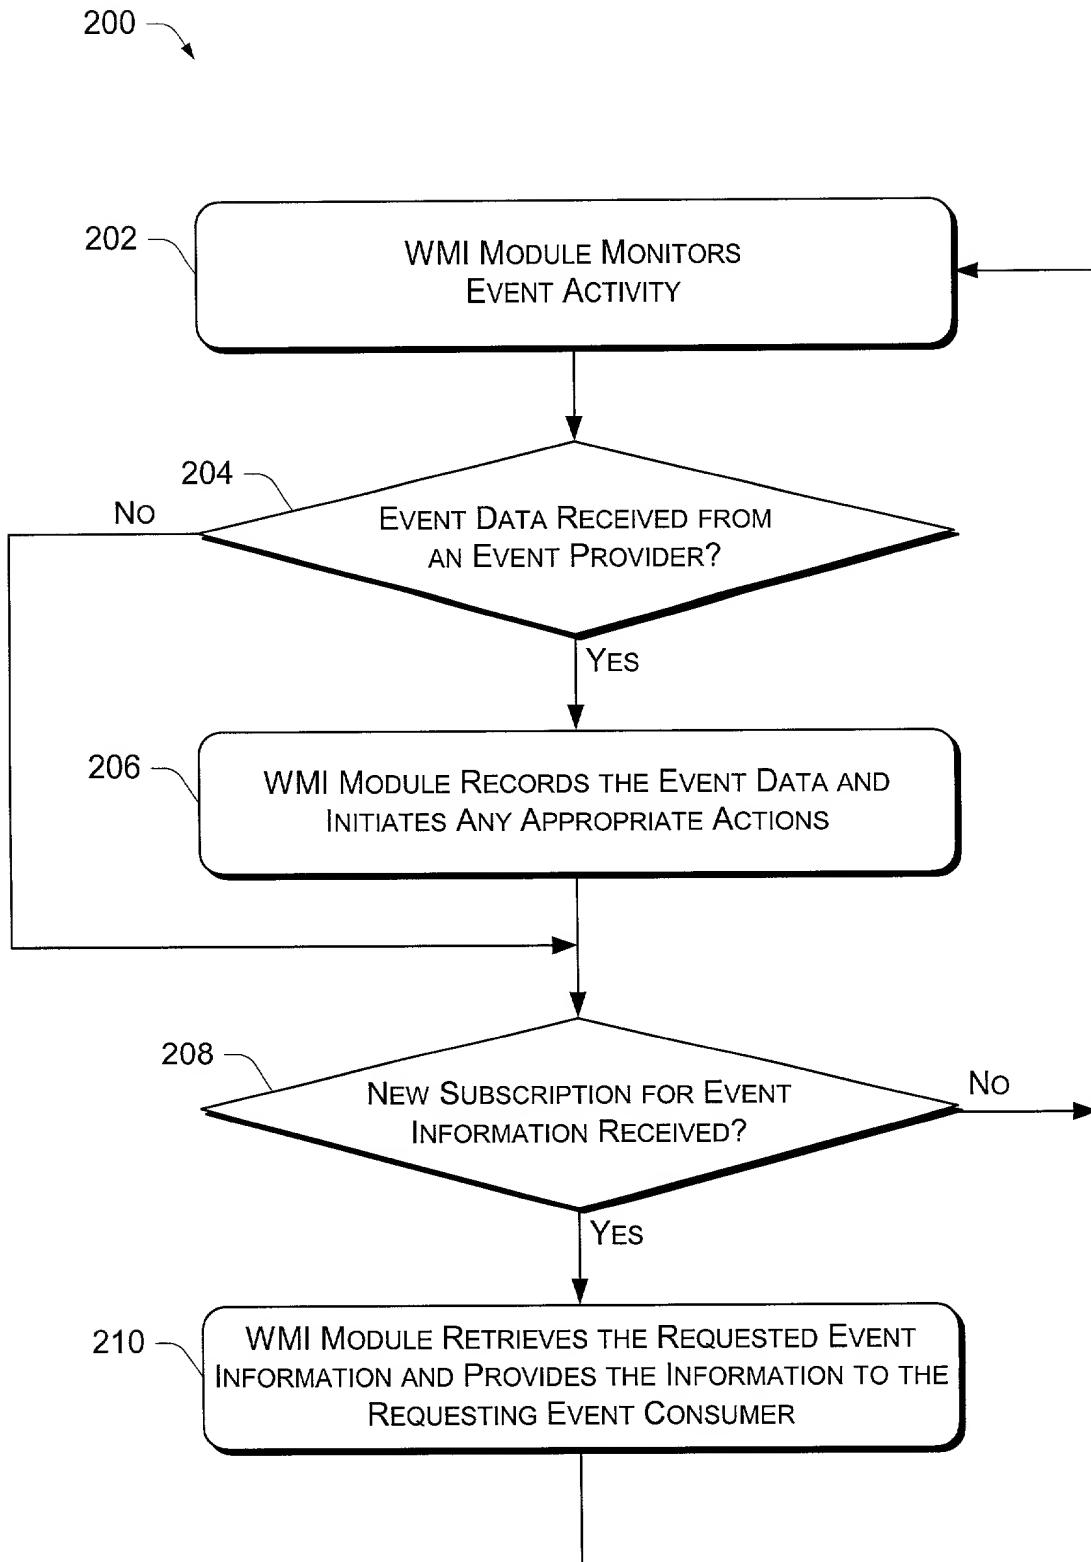 200
202
WMI MODULE MONITORS
EVENT ACTIVITY
204
NO
EVENT DATA RECEIVED FROM
AN EVENT PROVIDER?
YES
206
WMI MODULE RECORDS THE EVENT DATA AND
INITIATES ANY APPROPRIATE ACTIONS
208
NEW SUBSCRIPTION FOR EVENT
INFORMATION RECEIVED?
NO
YES
210
WMI MODULE RETRIEVES THE REQUESTED EVENT
INFORMATION AND PROVIDES THE INFORMATION TO THE
REQUESTING EVENT CONSUMER